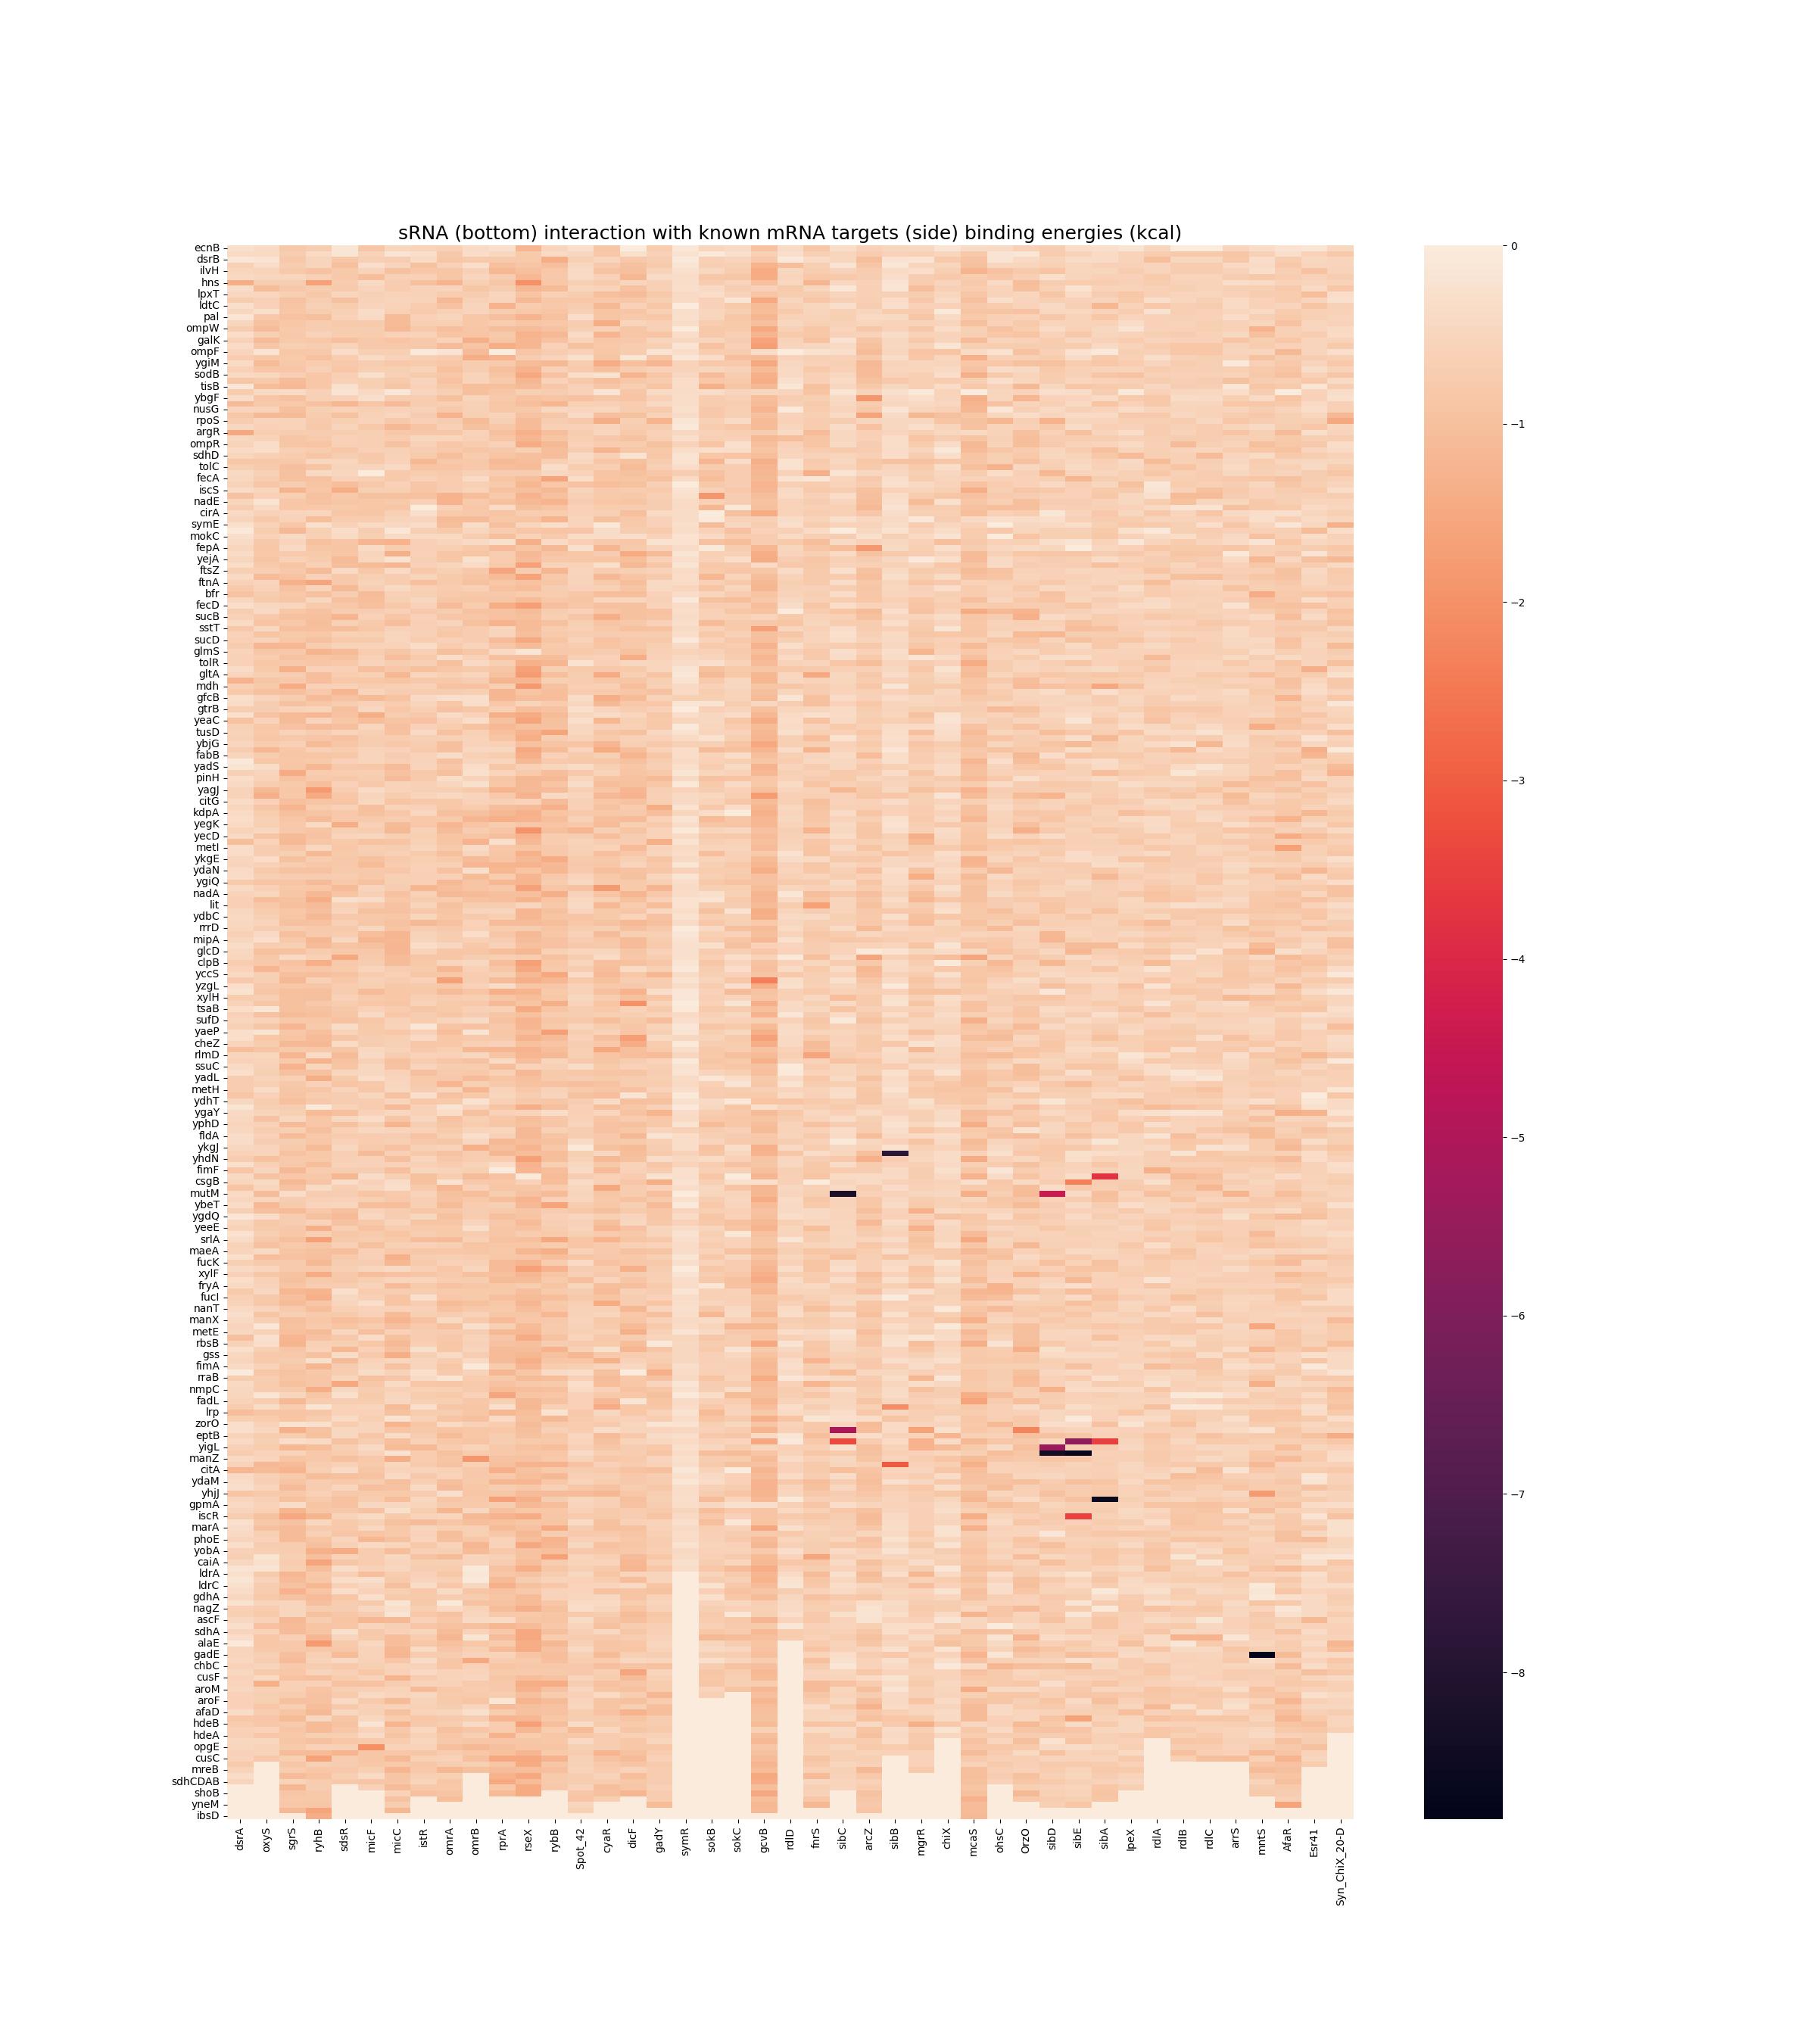 sRNA (bottom) interaction with known mRNA targets (side) binding energies (kcal)
ecnB
dsrB
ilvH
hns
lpxT
ldtC
pal
ompW
galK
ompF
ygiM
sodB
tisB
ybgF
nusG
rpoS
argR
ompR
sdhD
tolC
fecA
iscS
nadE
cirA
symE
mokC
fepA
yejA
ftsZ
ftnA
bfr
fecD
sucB
sstT
sucD
glmS
tolR
gltA
mdh
gfcB
gtrB
yeaC
tusD
ybjG
fabB
yadS
pinH
yagJ
citG
kdpA
yegK
yecD
metI
ykgE
ydaN
ygiQ
nadA
lit
ydbC
rrrD
mipA
glcD
clpB
yccS
yzgL
xylH
tsaB
sufD
yaeP
cheZ
rlmD
ssuC
yadL
metH
ydhT
ygaY
yphD
fldA
ykgJ
yhdN
fimF
csgB
mutM
ybeT
ygdQ
yeeE
srlA
maeA
fucK
xylF
fryA
fucI
nanT
manX
metE
rbsB
gss
fimA
rraB
nmpC
fadL
lrp
zorO
eptB
yigL
manZ
citA
ydaM
yhjJ
gpmA
iscR
marA
phoE
yobA
caiA
ldrA
ldrC
gdhA
nagZ
ascF
sdhA
alaE
gadE
chbC
cusF
aroM
aroF
afaD
hdeB
hdeA
opgE
cusC
mreB
sdhCDAB
shoB
yneM
ibsD
dsrA
oxyS
sgrS
ryhB
sdsR
micF
micC
istR
omrA
omrB
rprA
rseX
rybB
Spot_42
cyaR
dicF
gadY
symR
sokB
sokC
gcvB
rdlD
fnrS
sibC
arcZ
sibB
mgrR
chiX
mcaS
ohsC
OrzO
sibD
sibE
sibA
lpeX
rdlA
rdlB
rdlC
arrS
mntS
AfaR
Esr41
Syn_ChiX_20-D
0
−1
−2
−3
−4
−5
−6
−7
−8